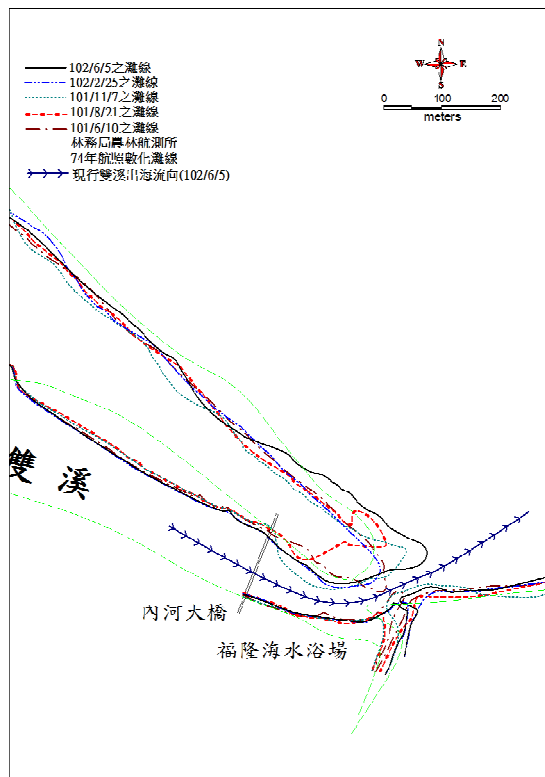 N
W E
S
0 100 200
meters
102/6/5之灘線
102/2/25之灘線
101/11/7之灘線
101/8/21之灘線
101/6/10之灘線
林務局農林航測所
74年航照數化灘線
現行雙溪出海流向(102/6/5)
雙溪
內河大橋
福隆海水浴場